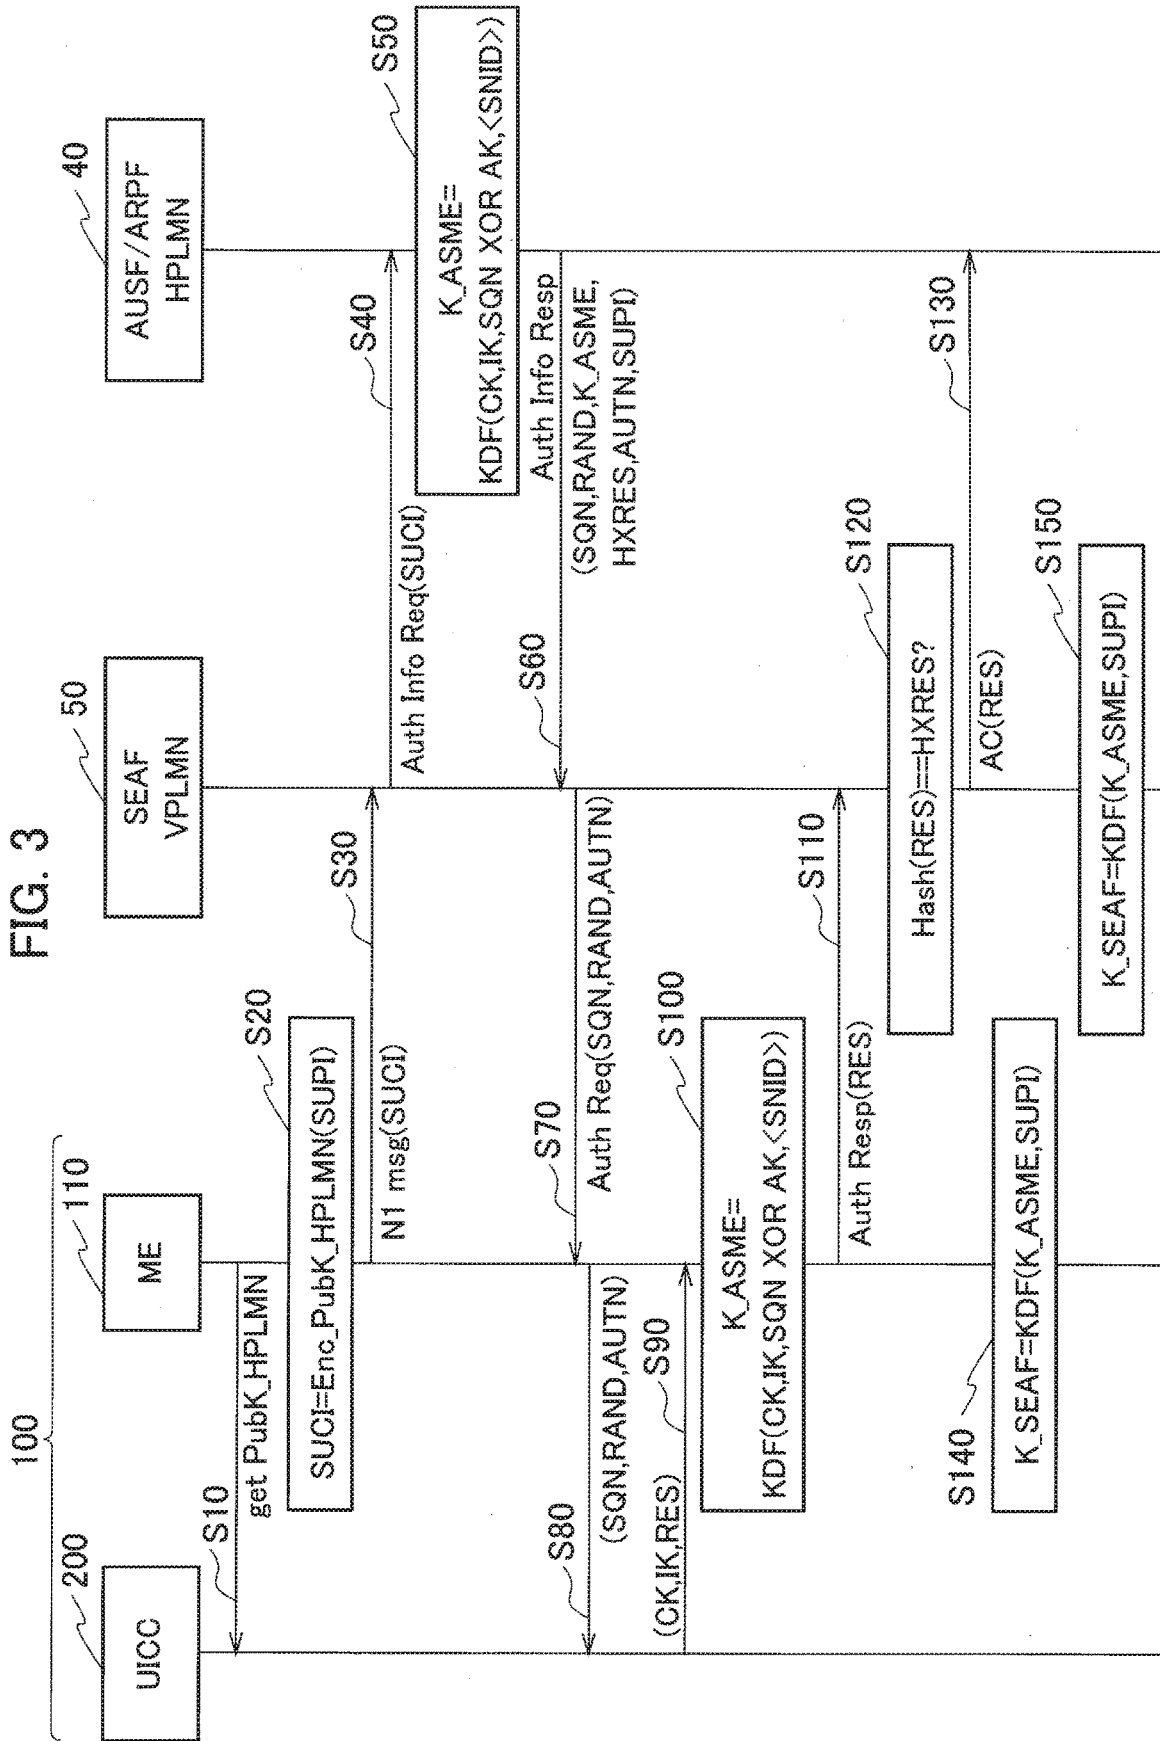 FIG. 3
100
200
UICC
110
ME
50
SEAF
VPLMN
40
AUSF/ARPF
HPLMN
S10
get PubK_HPLMN
S20
SUCI=Enc_PubK_HPLMN(SUPI)
S30
N1 msg(SUCI)
S40
Auth Info Req(SUCI)
S50
K_ASME=
KDF(CK,IK,SQN XOR AK,<SNID>)
S60
Auth Info Resp
(SQN,RAND,K_ASME,
HXRES,AUTN,SUPI)
S70
Auth Req(SQN,RAND,AUTN)
S80
(SQN,RAND,AUTN)
S90
(CK,IK,RES)
S100
K_ASME=
KDF(CK,IK,SQN XOR AK,<SNID>)
S110
Auth Resp(RES)
S120
Hash(RES)==HXRES?
S130
AC(RES)
S140
K_SEAF=KDF(K_ASME,SUPI)
S150
K_SEAF=KDF(K_ASME,SUPI)